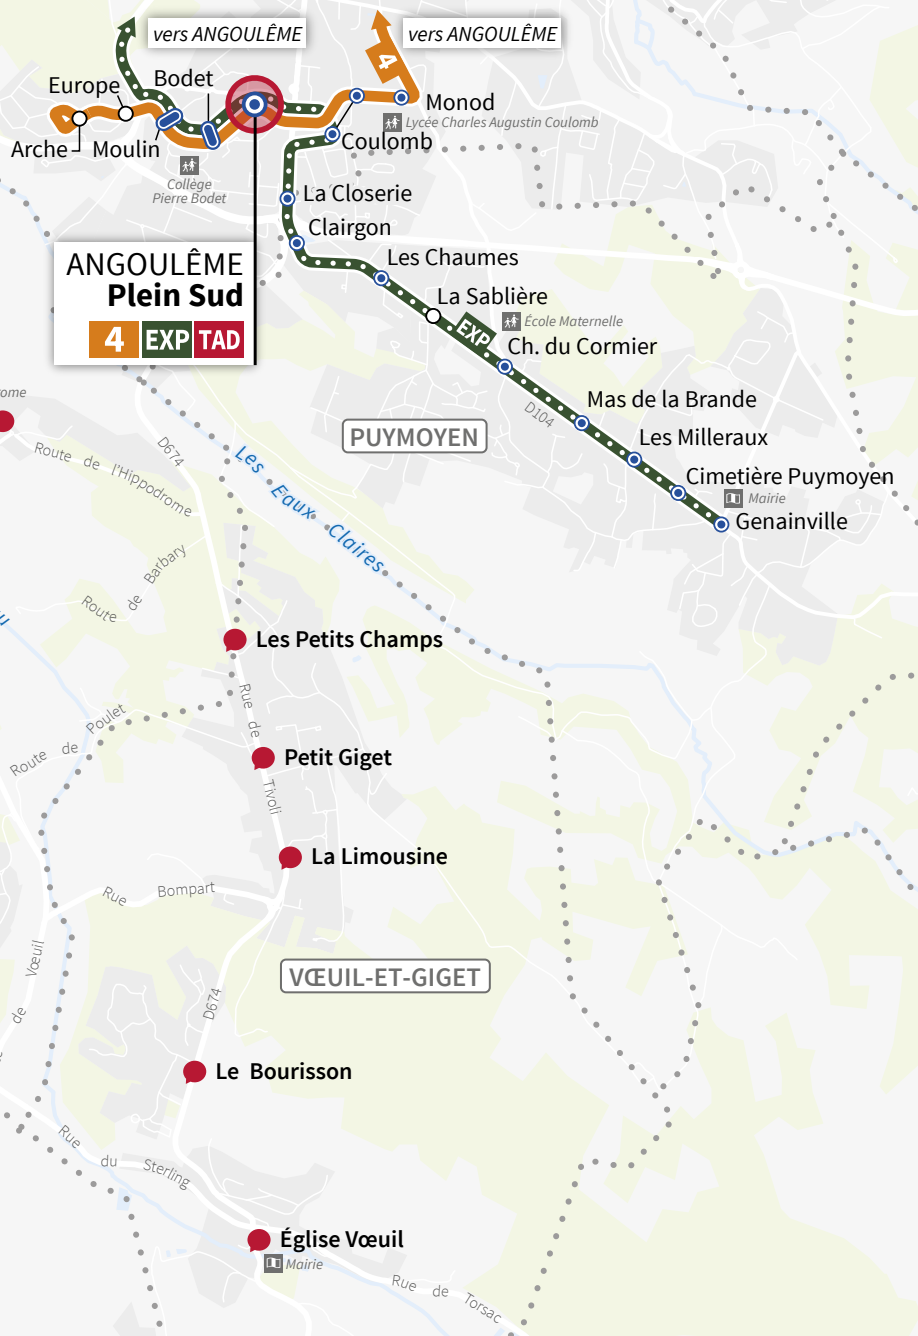 vers ANGOULÊME
vers ANGOULÊME
4
Europe
Bodet
Monod
Lycée Charles Augustin Coulomb
Arche
Moulin
Coulomb
Collège
Pierre Bodet
La Closerie
Clairgon
ANGOULÊME
Plein Sud
4 EXP TAD
Les Chaumes
La Sablière
École Maternelle
EXP
Ch. du Cormier
ome
Mas de la Brande
D104
PUYMOYEN
Les Milleraux
D674
Route de l'Hippodrome
Les Eaux Claires
Cimetière Puymoyen
Mairie
Genainville
Route de Barbary
Les Petits Champs
Rue de Tivoli
Route de Poulet
Petit Giget
La Limousine
Rue Bompart
de Vœuil
VŒUIL-ET-GIGET
D674
Le Bourisson
Rue du Sterling
Église Vœuil
Mairie
Rue de Torsac